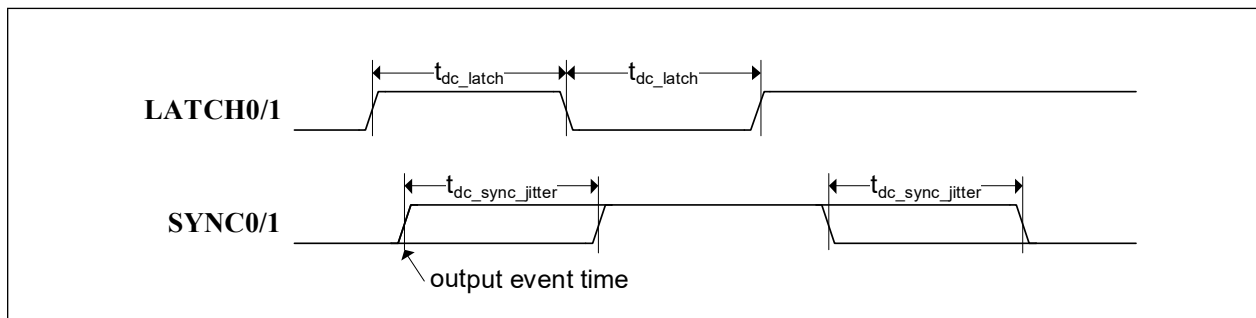 t_dc_latch t_dc_latch
LATCH0/1
t_dc_sync_jitter t_dc_sync_jitter
SYNC0/1
output event time